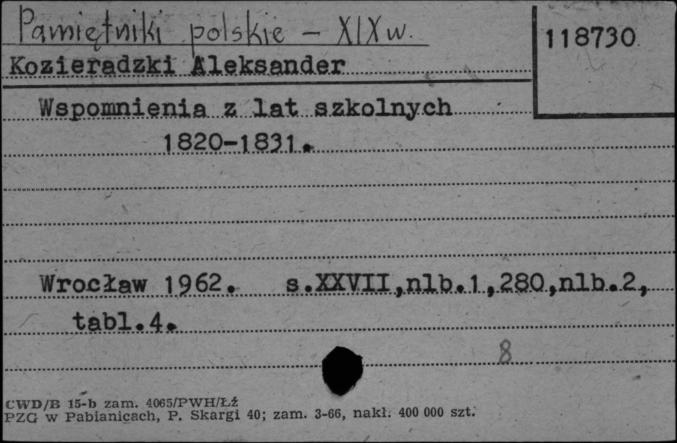 Pamiętniki polskie - XIX w.
118730
Kozieradzki Aleksander
Wspomnienia z lat szkolnych
1820-1831.
Wrocław 1962. s.XXVII,nlb.1,280,nlb.2,
tabl.4.
8
CWD/B 15-b zam. 4065/PWH/Łź
PZG w Pabianicach, P. Skargi 40; zam. 3-66, nakł. 400 000 szt.